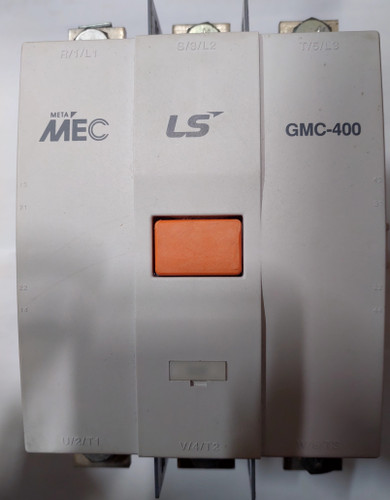 R/1/L1 S/3/L2 T/5/L3
META
MEC LS GMC-400
U/2/T1 V/4/T2